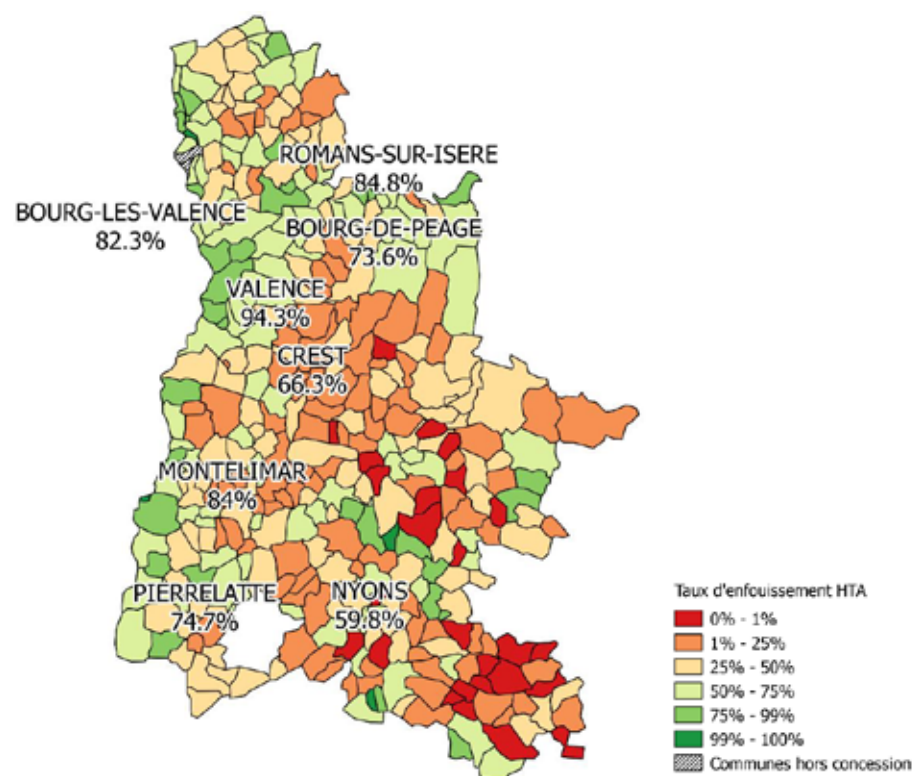 ROMANS-SUR-ISERE
84.8%
BOURG-LES-VALENCE
82.3%
BOURG-DE-PEAGE
73.6%
VALENCE
94.3%
CREST
66.3%
MONTELIMAR
84%
PIERRELATTE
74.7%
NYONS
59.8%
Taux d'enfouissement HTA
0% - 1%
1% - 25%
25% - 50%
50% - 75%
75% - 99%
99% - 100%
Communes hors concession